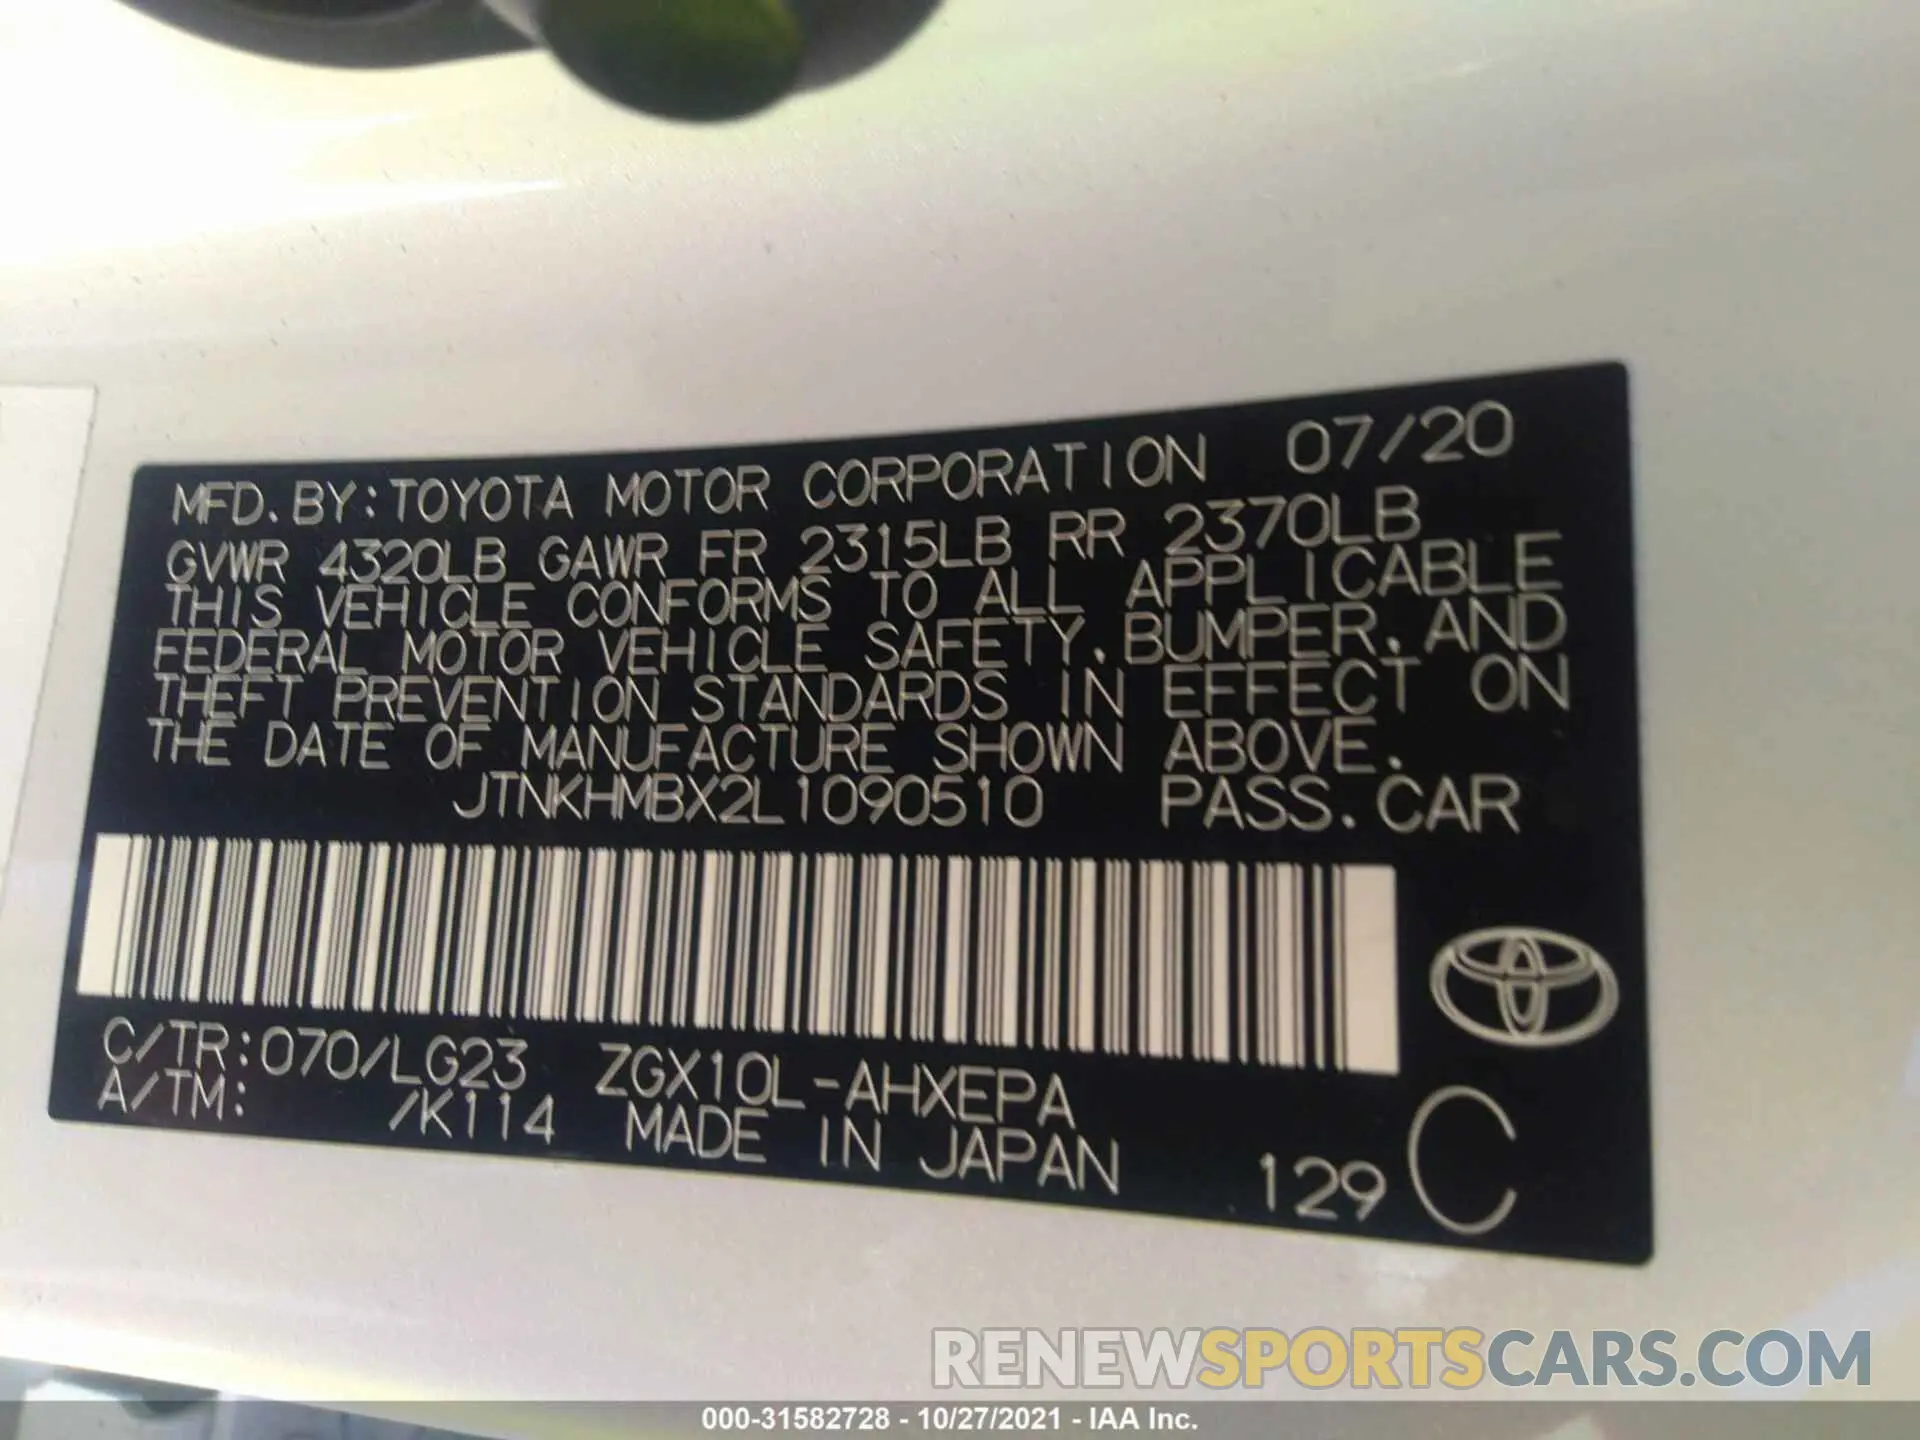 MFD.BY:TOYOTA MOTOR CORPORATION 07/20
GVWR 4320LB GAWR FR 2315LB RR 2370LB
THIS VEHICLE CONFORMS TO ALL APPLICABLE
FEDERAL MOTOR VEHICLE SAFETY,BUMPER,AND
THEFT PREVENTION STANDARDS IN EFFECT ON
THE DATE OF MANUFACTURE SHOWN ABOVE.
JTNKHMBX2L1090510 PASS.CAR
C/TR:070/LG23 ZGX10L-AHXEPA
A/TM: /K114 MADE IN JAPAN
129 C
RENEWSPORTSCARS.COM
000-31582728 - 10/27/2021 - IAA Inc.